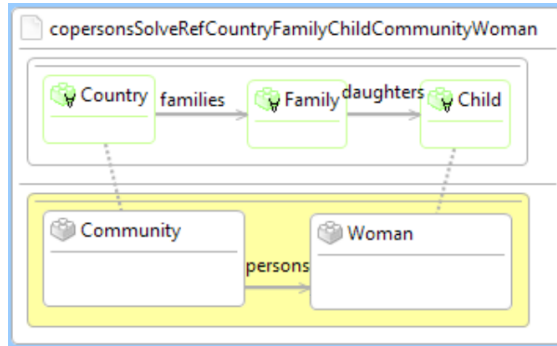 copersonsSolveRefCountryFamilyChildCommunityWoman
Country families Family daughters Child
Community
Woman
persons